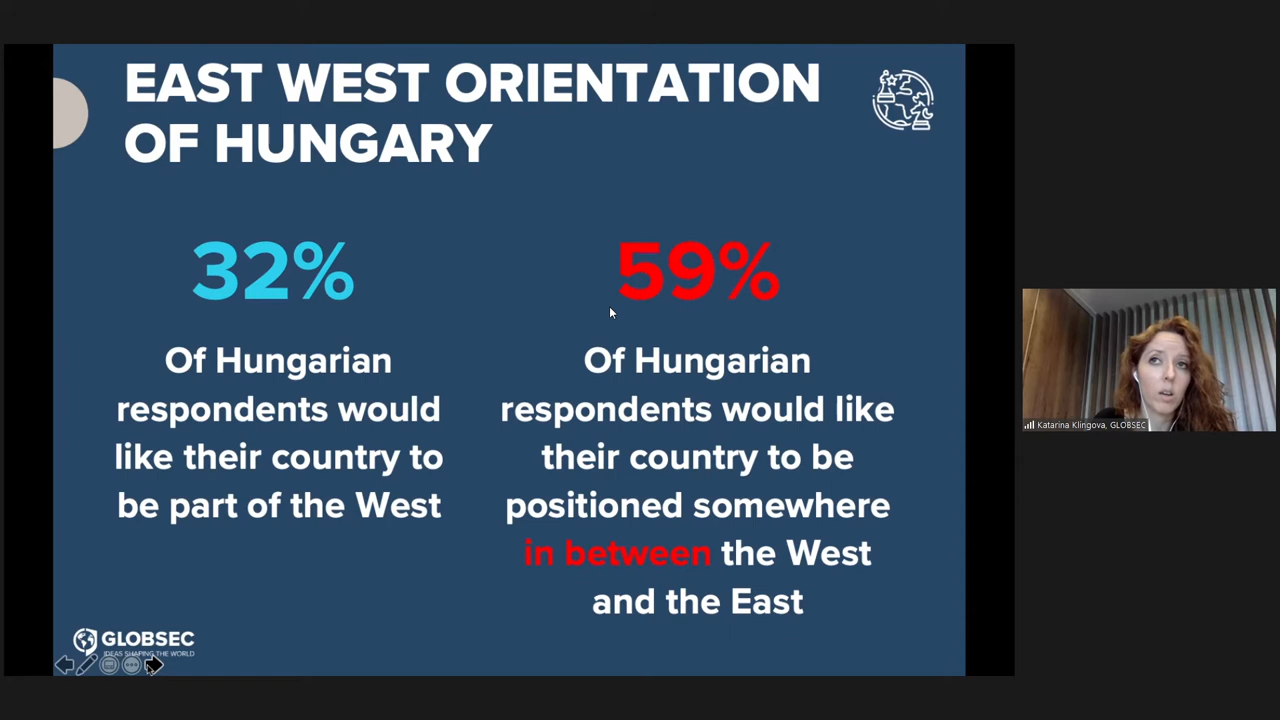 EAST WEST ORIENTATION
OF HUNGARY
32%
Of Hungarian
respondents would
like their country to
be part of the West
59%
Of Hungarian
respondents would like
their country to be
positioned somewhere
in between the West
and the East
GLOBSEC
IDEAS SHAPING THE WORLD
Katarina Klingova, GLOBSEC